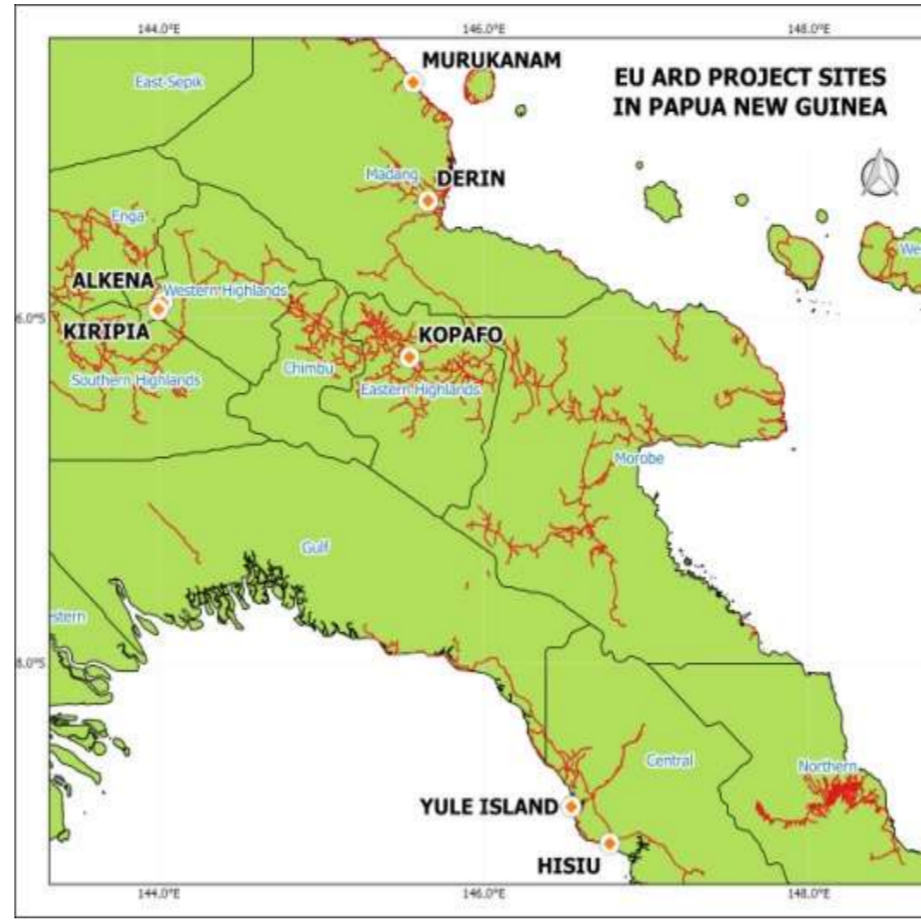 144.0°E 146.0°E 148.0°E
MURUKANAM
EU ARD PROJECT SITES
IN PAPUA NEW GUINEA
East Sepik
Madang
DERIN
Enga
ALKENA
Western Highlands
6.0°S
KIRIPIA
KOPAFO
Chimbu
Southern Highlands
Eastern Highlands
Morobe
Gulf
stern
8.0°S
Central
Northern
YULE ISLAND
HISIU
144.0°E 146.0°E 148.0°E
We